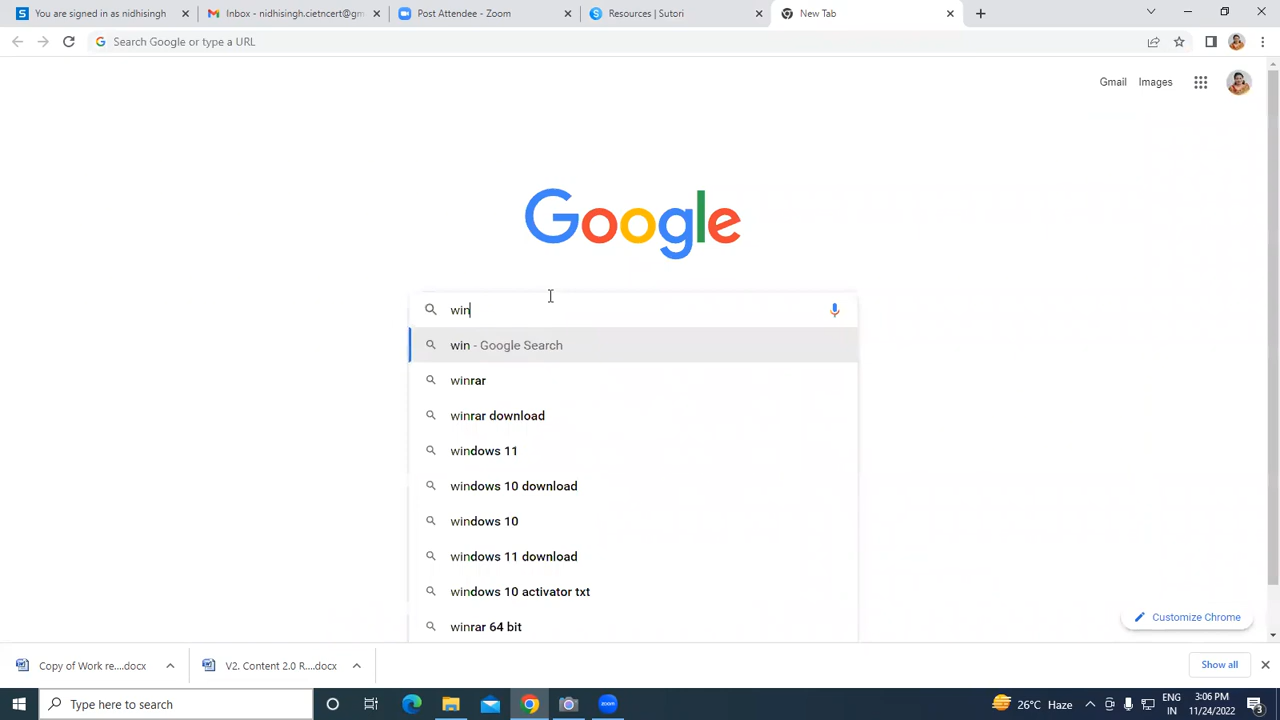 You are signed in as nidhisingh
Inbox - nidhisingh.cietncert@gm
Post Attendee - Zoom
Resources | Sutori
New Tab
Search Google or type a URL
Gmail Images
Google
win
win - Google Search
winrar
winrar download
windows 11
windows 10 download
windows 10
windows 11 download
windows 10 activator txt
winrar 64 bit
Customize Chrome
Copy of Work re....docx
V2. Content 2.0 R....docx
Show all
Type here to search
zoom
26°C Haze
ENG
IN
3:06 PM
11/24/2022
3